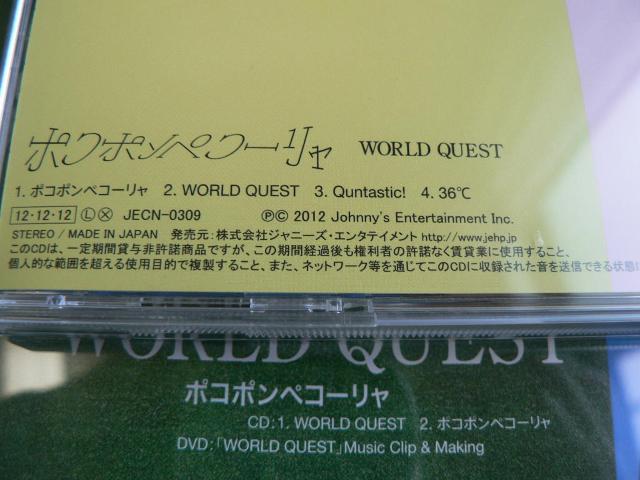 ポコポンペコーリャ WORLD QUEST
1. ポコポンペコーリャ 2. WORLD QUEST 3. Quntastic! 4. 36℃
12・12・12 Ⓛ Ⓧ JECN-0309 ℗© 2012 Johnny's Entertainment Inc.
STEREO / MADE IN JAPAN 発売元：株式会社ジャニーズ・エンタテイメント http://www.jehp.jp
このCDは、一定期間貸与非許諾商品ですが、この期間経過後も権利者の許諾なく賃貸業に使用すること、
個人的な範囲を超える使用目的で複製すること、また、ネットワーク等を通じてこのCDに収録された音を送信できる状態に
WORLD QUEST
ポコポンペコーリャ
CD：1. WORLD QUEST 2. ポコポンペコーリャ
DVD：「WORLD QUEST」Music Clip & Making